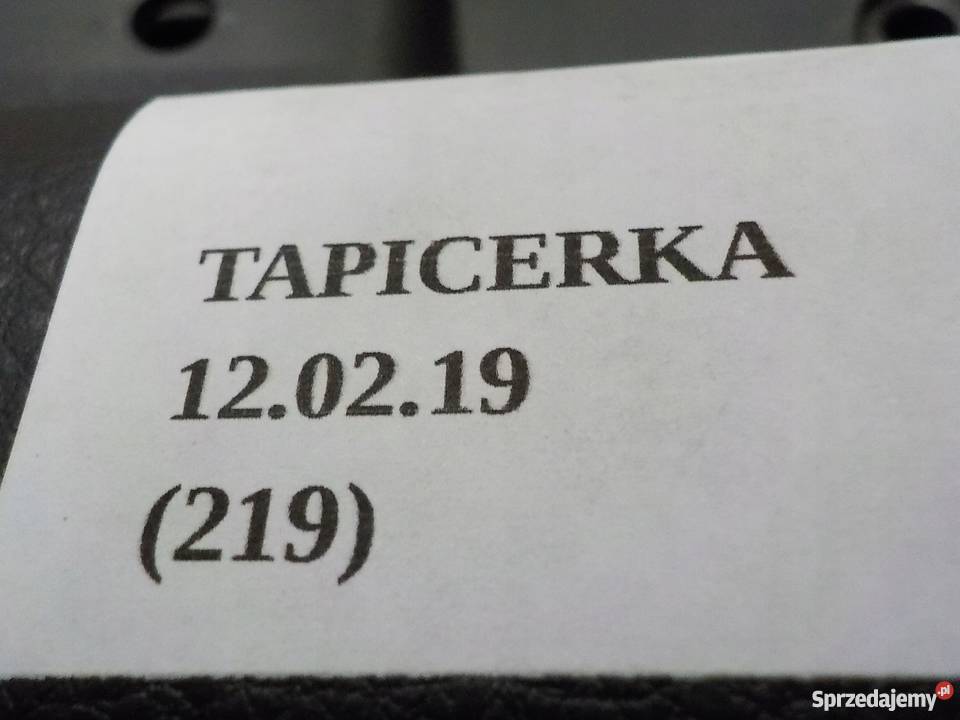 TAPICERKA
12.02.19
(219)
Sprzedajemy.pl